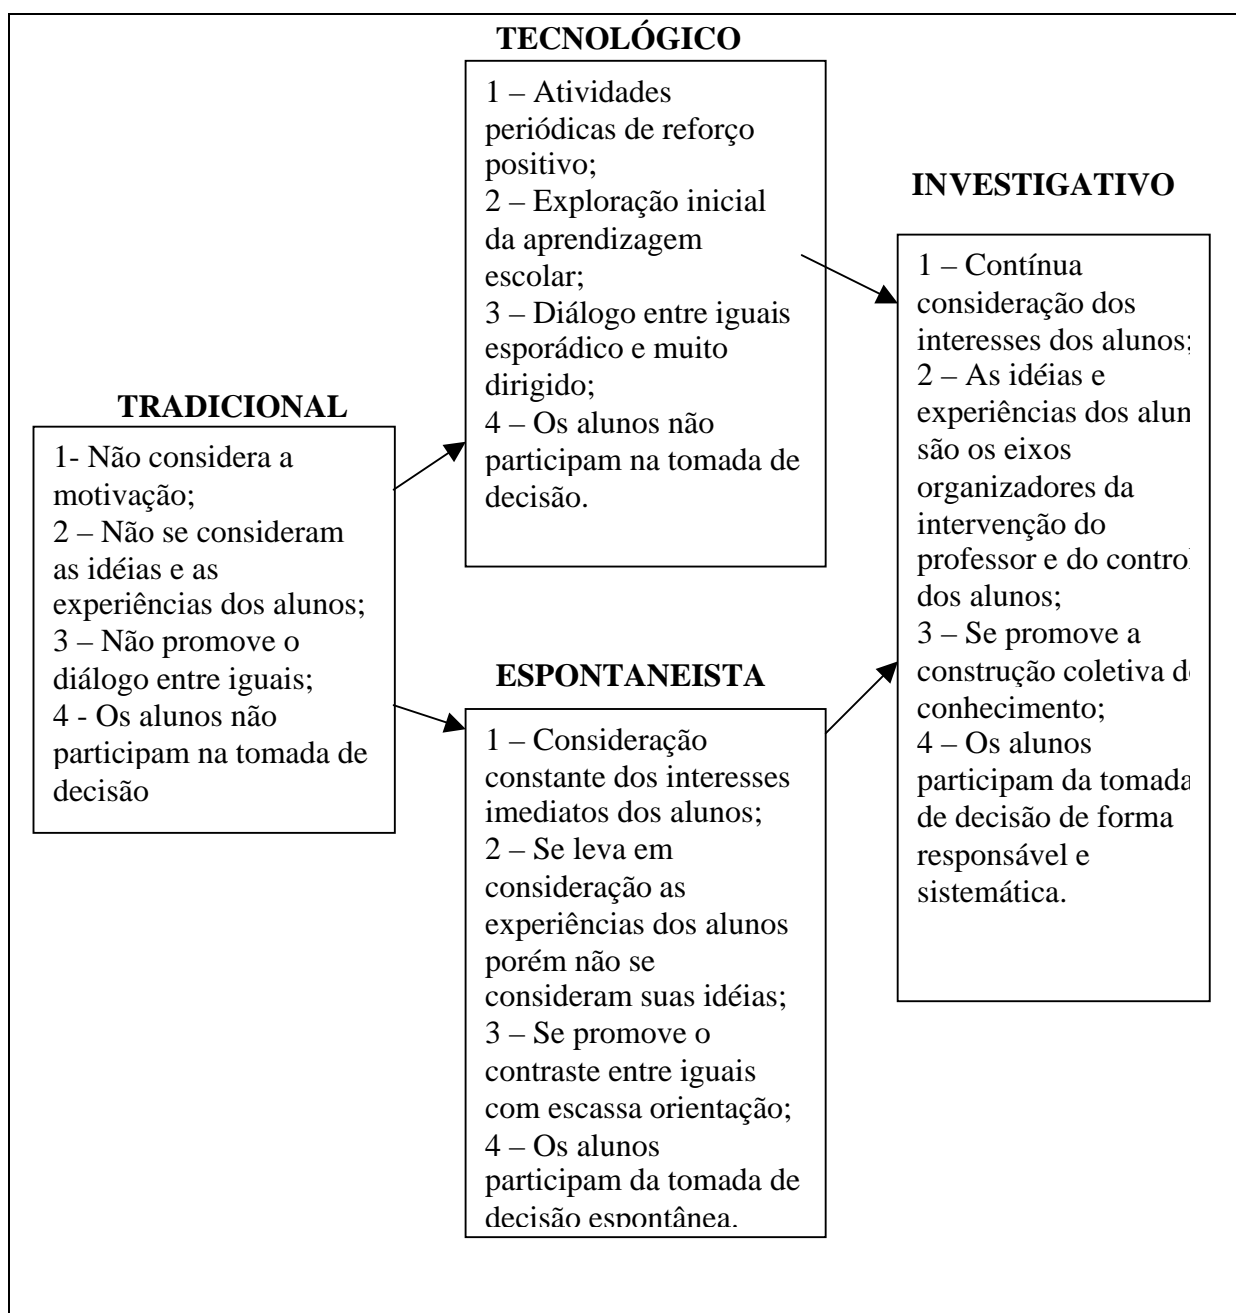 TECNOLÓGICO
1 – Atividades
periódicas de reforço
positivo;
2 – Exploração inicial
da aprendizagem
escolar;
3 – Diálogo entre iguais
esporádico e muito
dirigido;
4 – Os alunos não
participam na tomada de
decisão.
INVESTIGATIVO
1 – Contínua
consideração dos
interesses dos alunos;
2 – As idéias e
experiências dos alun
são os eixos
organizadores da
intervenção do
professor e do control
dos alunos;
3 – Se promove a
construção coletiva d
conhecimento;
4 – Os alunos
participam da tomada
de decisão de forma
responsável e
sistemática.
TRADICIONAL
1- Não considera a
motivação;
2 – Não se consideram
as idéias e as
experiências dos alunos;
3 – Não promove o
diálogo entre iguais;
4 - Os alunos não
participam na tomada de
decisão
ESPONTANEISTA
1 – Consideração
constante dos interesses
imediatos dos alunos;
2 – Se leva em
consideração as
experiências dos alunos
porém não se
consideram suas idéias;
3 – Se promove o
contraste entre iguais
com escassa orientação;
4 – Os alunos
participam da tomada de
decisão espontânea.